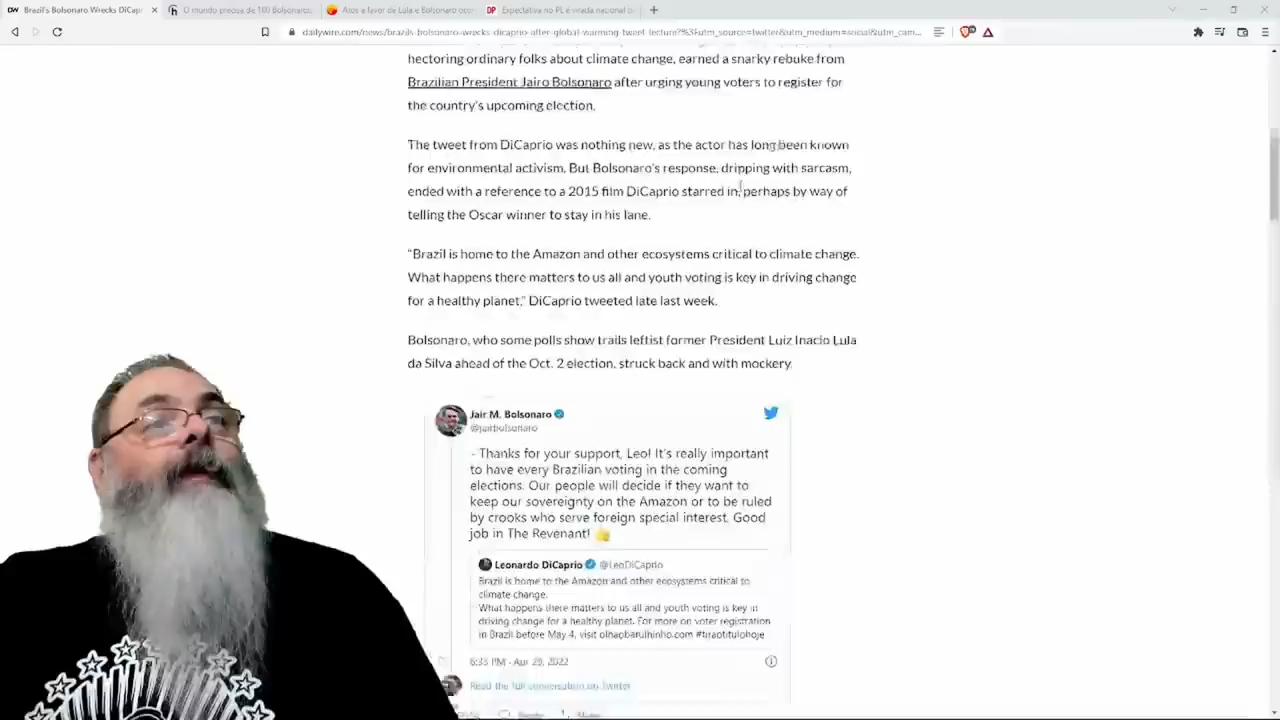 Brazil's Bolsonaro Wrecks DiCapr
O mundo precisa de 100 Bolsonaros
Atos a favor de Lula e Bolsonaro ocor
Expectativa no PL é virada nacional
dailywire.com/news/brazils-bolsonaro-wrecks-dicaprio-after-global-warming-tweet-lecture?%3Futm_source=twitter&utm_medium=social&utm_cam...
hectoring ordinary folks about climate change, earned a snarky rebuke from
Brazilian President Jairo Bolsonaro after urging young voters to register for
the country's upcoming election.
The tweet from DiCaprio was nothing new, as the actor has long been known
for environmental activism. But Bolsonaro's response, dripping with sarcasm,
ended with a reference to a 2015 film DiCaprio starred in, perhaps by way of
telling the Oscar winner to stay in his lane.
"Brazil is home to the Amazon and other ecosystems critical to climate change.
What happens there matters to us all and youth voting is key in driving change
for a healthy planet," DiCaprio tweeted late last week.
Bolsonaro, who some polls show trails leftist former President Luiz Inacio Lula
da Silva ahead of the Oct. 2 election, struck back and with mockery.
Jair M. Bolsonaro
@jairbolsonaro
- Thanks for your support, Leo! It's really important
to have every Brazilian voting in the coming
elections. Our people will decide if they want to
keep our sovereignty on the Amazon or to be ruled
by crooks who serve foreign special interest. Good
job in The Revenant!
Leonardo DiCaprio @LeoDiCaprio
Brazil is home to the Amazon and other ecosystems critical to
climate change.
What happens there matters to us all and youth voting is key in
driving change for a healthy planet. For more on voter registration
in Brazil before May 4, visit olhaobarulhinho.com #tiraotitulohoje
6:33 PM · Apr 29, 2022
Read the full conversation on Twitter